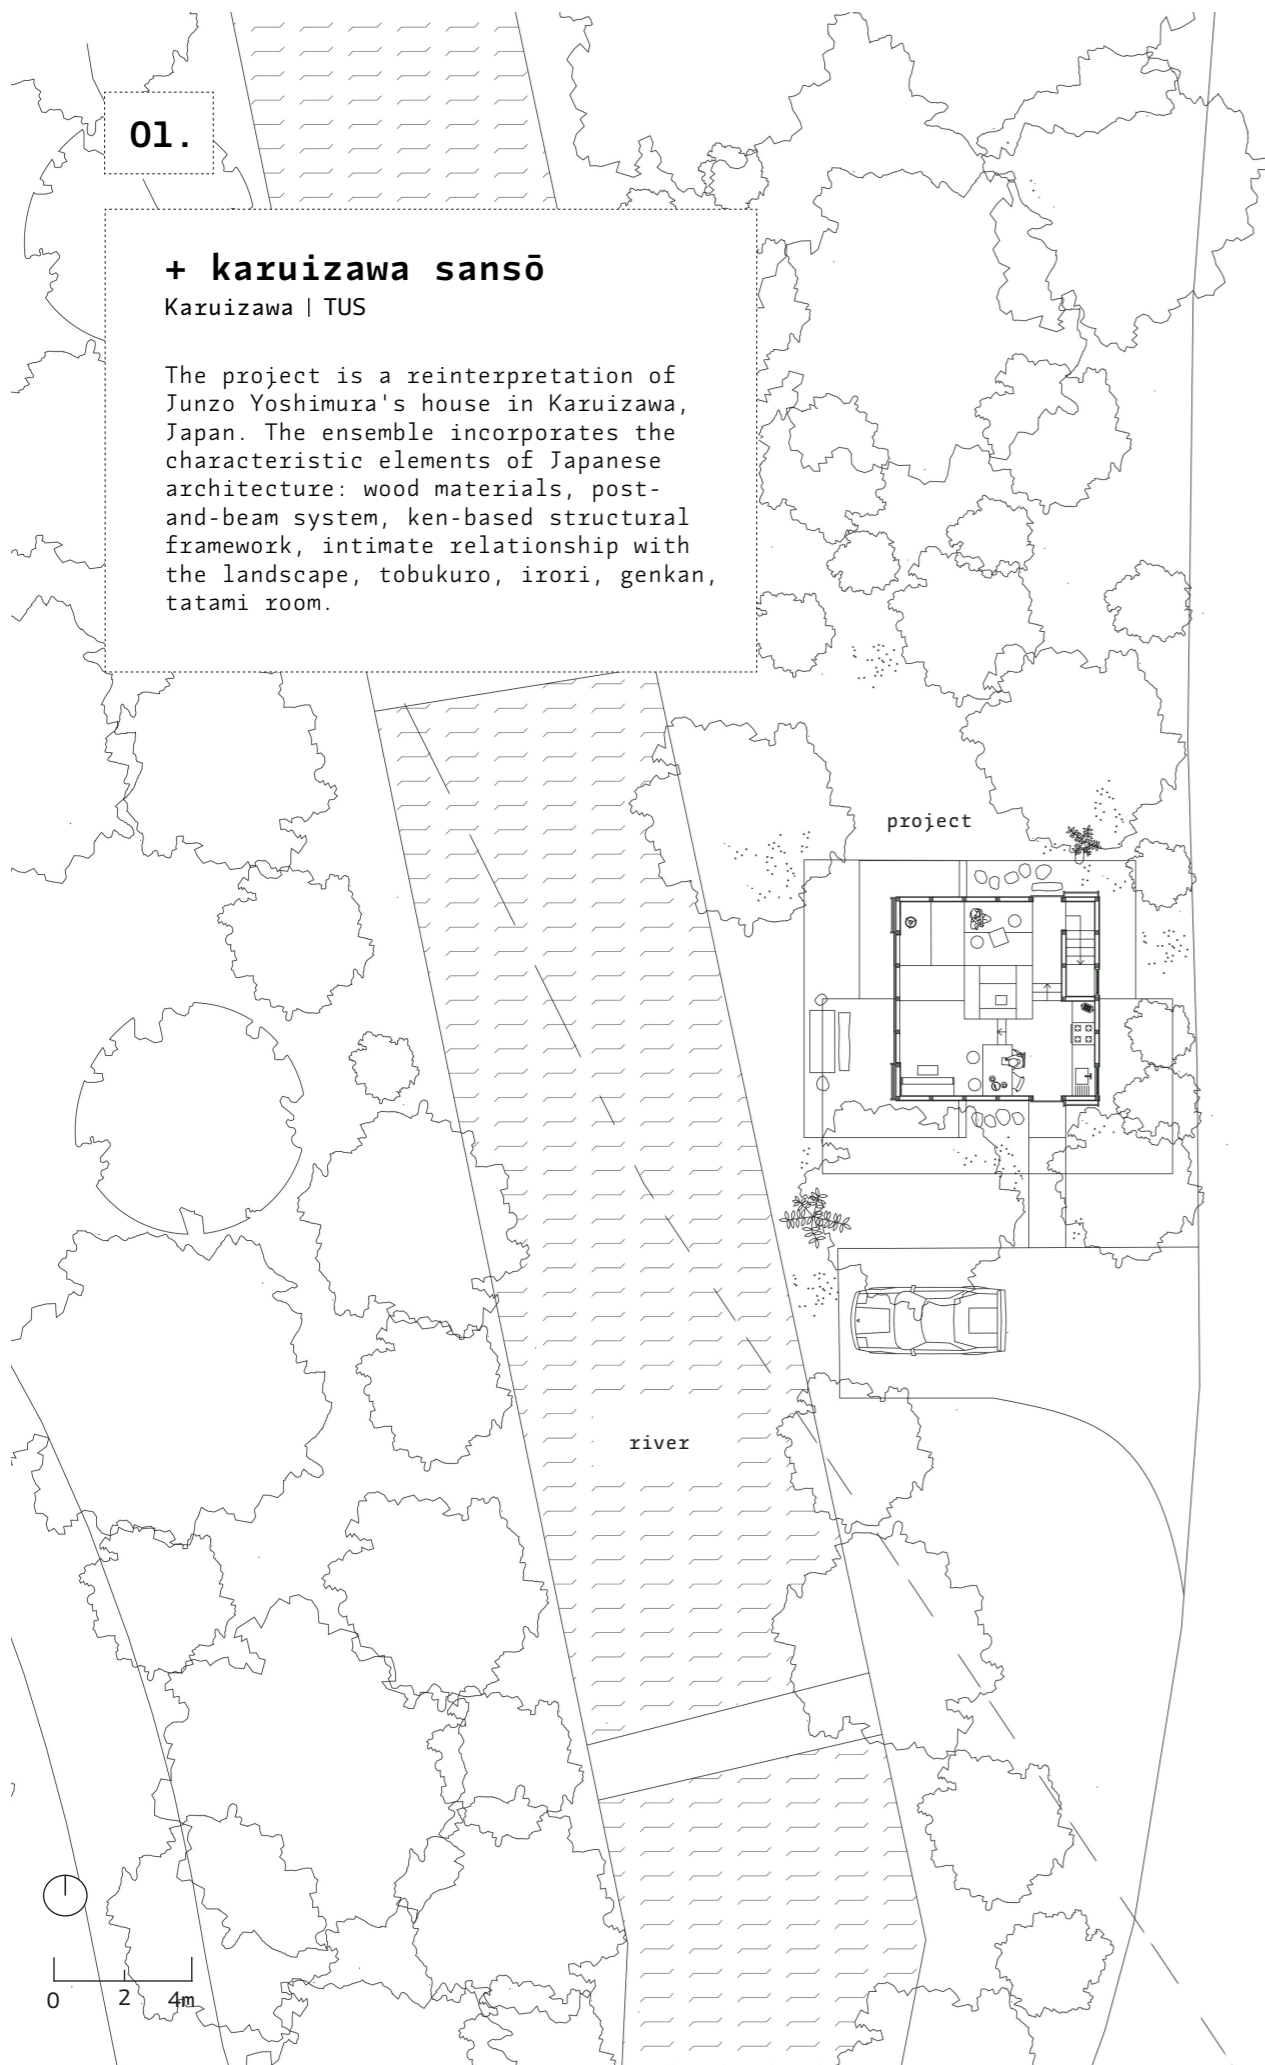 01.
+ karuizawa sansō
Karuizawa | TUS
The project is a reinterpretation of
Junzo Yoshimura's house in Karuizawa,
Japan. The ensemble incorporates the
characteristic elements of Japanese
architecture: wood materials, post-
and-beam system, ken-based structural
framework, intimate relationship with
the landscape, tobukuro, irori, genkan,
tatami room.
project
river
0 2 4m